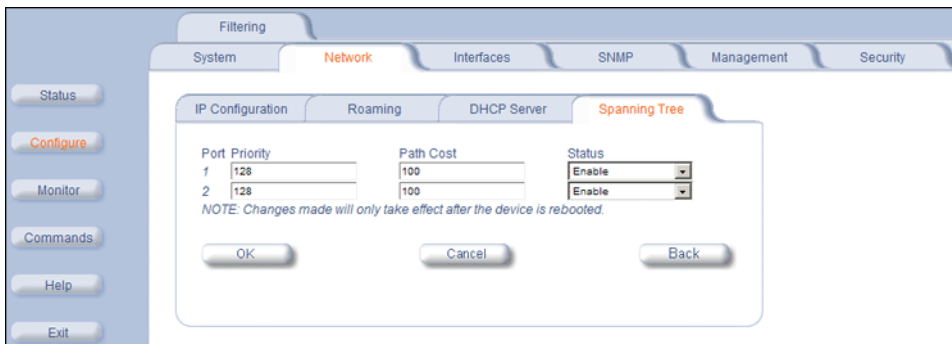 Filtering
System Network Interfaces SNMP Management Security
Status
Configure
Monitor
Commands
Help
Exit
IP Configuration Roaming DHCP Server Spanning Tree
Port Priority Path Cost Status
1 128 100 Enable
2 128 100 Enable
NOTE: Changes made will only take effect after the device is rebooted.
OK Cancel Back